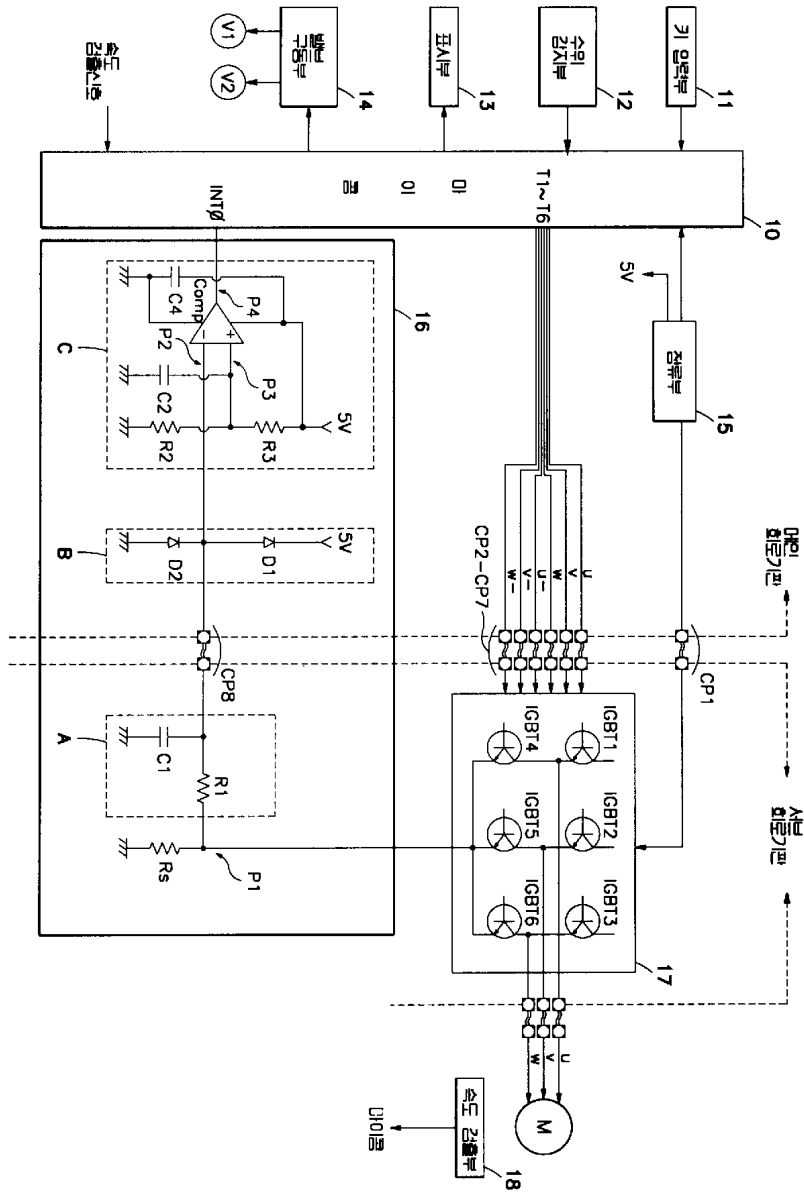 키 입력부
11
수위
감지부
12
표시부
13
밸브
구동부
14
V1
V2
속도
검출신호
T1~T6
마 이 콤
INTØ
10
5V
정류부
15
메인
회로기판
서브
회로기판
CP1
CP2-CP7
u
v
w
u-
v-
w-
IGBT1
IGBT2
IGBT3
IGBT4
IGBT5
IGBT6
17
u
v
w
M
속도 검출부
18
마이콤
16
C4
Comp
P4
P2
P3
+
-
C
C2
R2
R3
5V
B
5V
D1
D2
CP8
A
C1
R1
Rs
P1